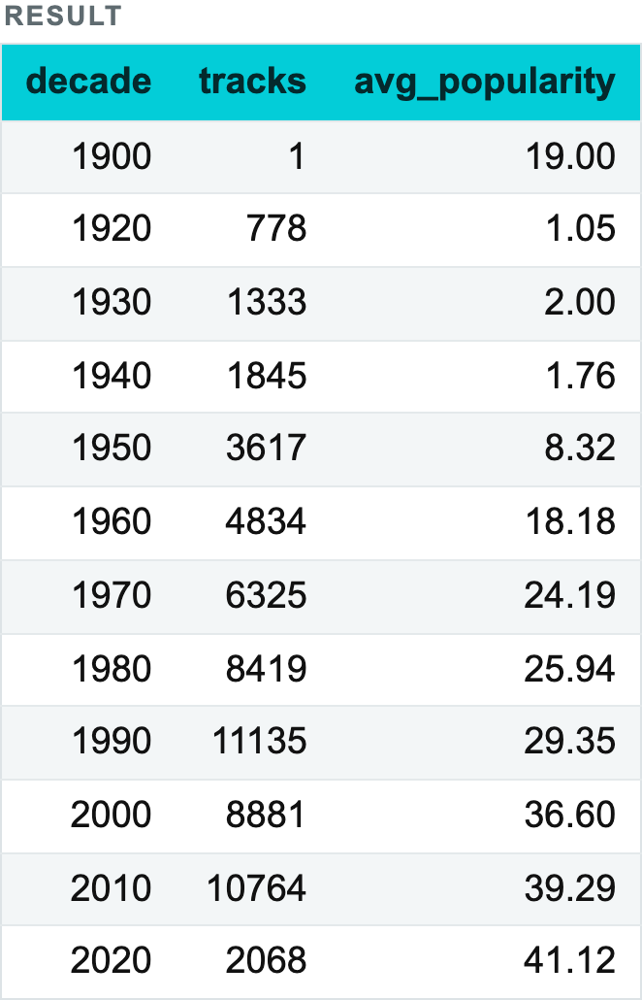 RESULT
decade tracks avg_popularity
1900 1 19.00
1920 778 1.05
1930 1333 2.00
1940 1845 1.76
1950 3617 8.32
1960 4834 18.18
1970 6325 24.19
1980 8419 25.94
1990 11135 29.35
2000 8881 36.60
2010 10764 39.29
2020 2068 41.12